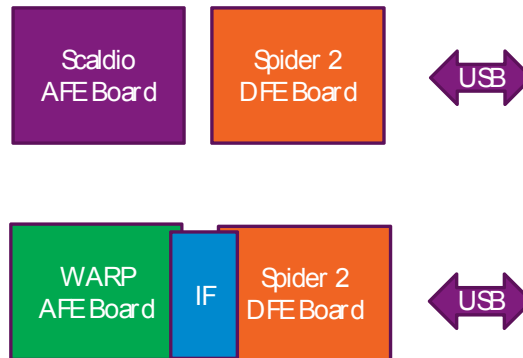 Scaldio
AFE Board
Spider 2
DFE Board
USB
WARP
AFE Board
IF
Spider 2
DFE Board
USB